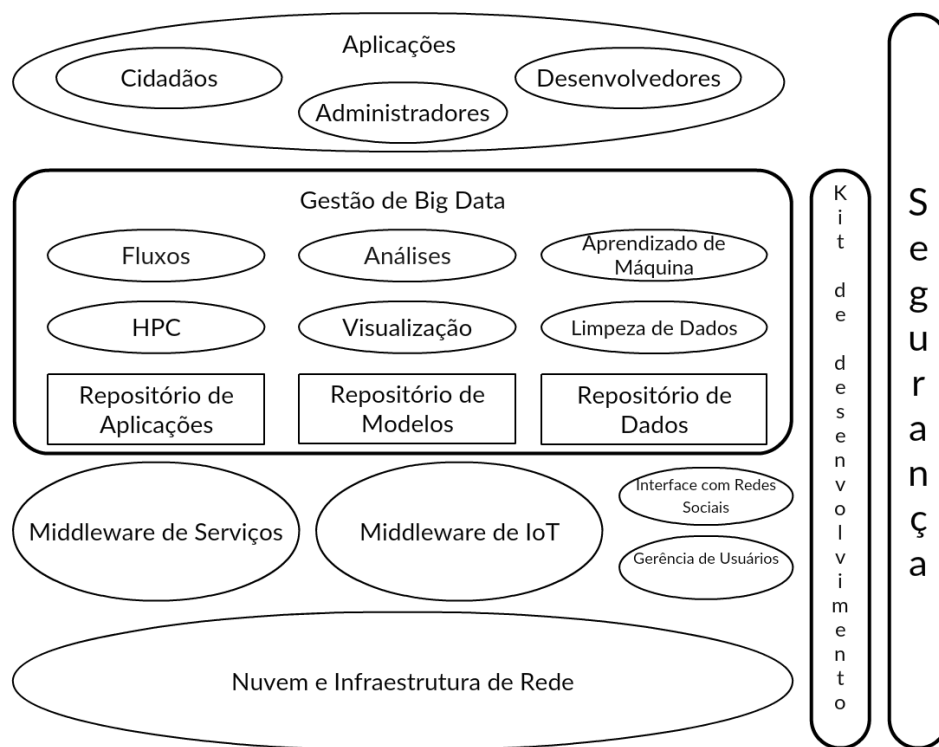 Aplicações
Cidadãos
Desenvolvedores
Administradores
Gestão de Big Data
Fluxos
Análises
Aprendizado de
Máquina
HPC
Visualização
Limpeza de Dados
Repositório de
Aplicações
Repositório de
Modelos
Repositório de
Dados
Middleware de Serviços
Middleware de IoT
Interface com Redes
Sociais
Gerência de Usuários
Nuvem e Infraestrutura de Rede
Kit de desenvolvimento
Segurança